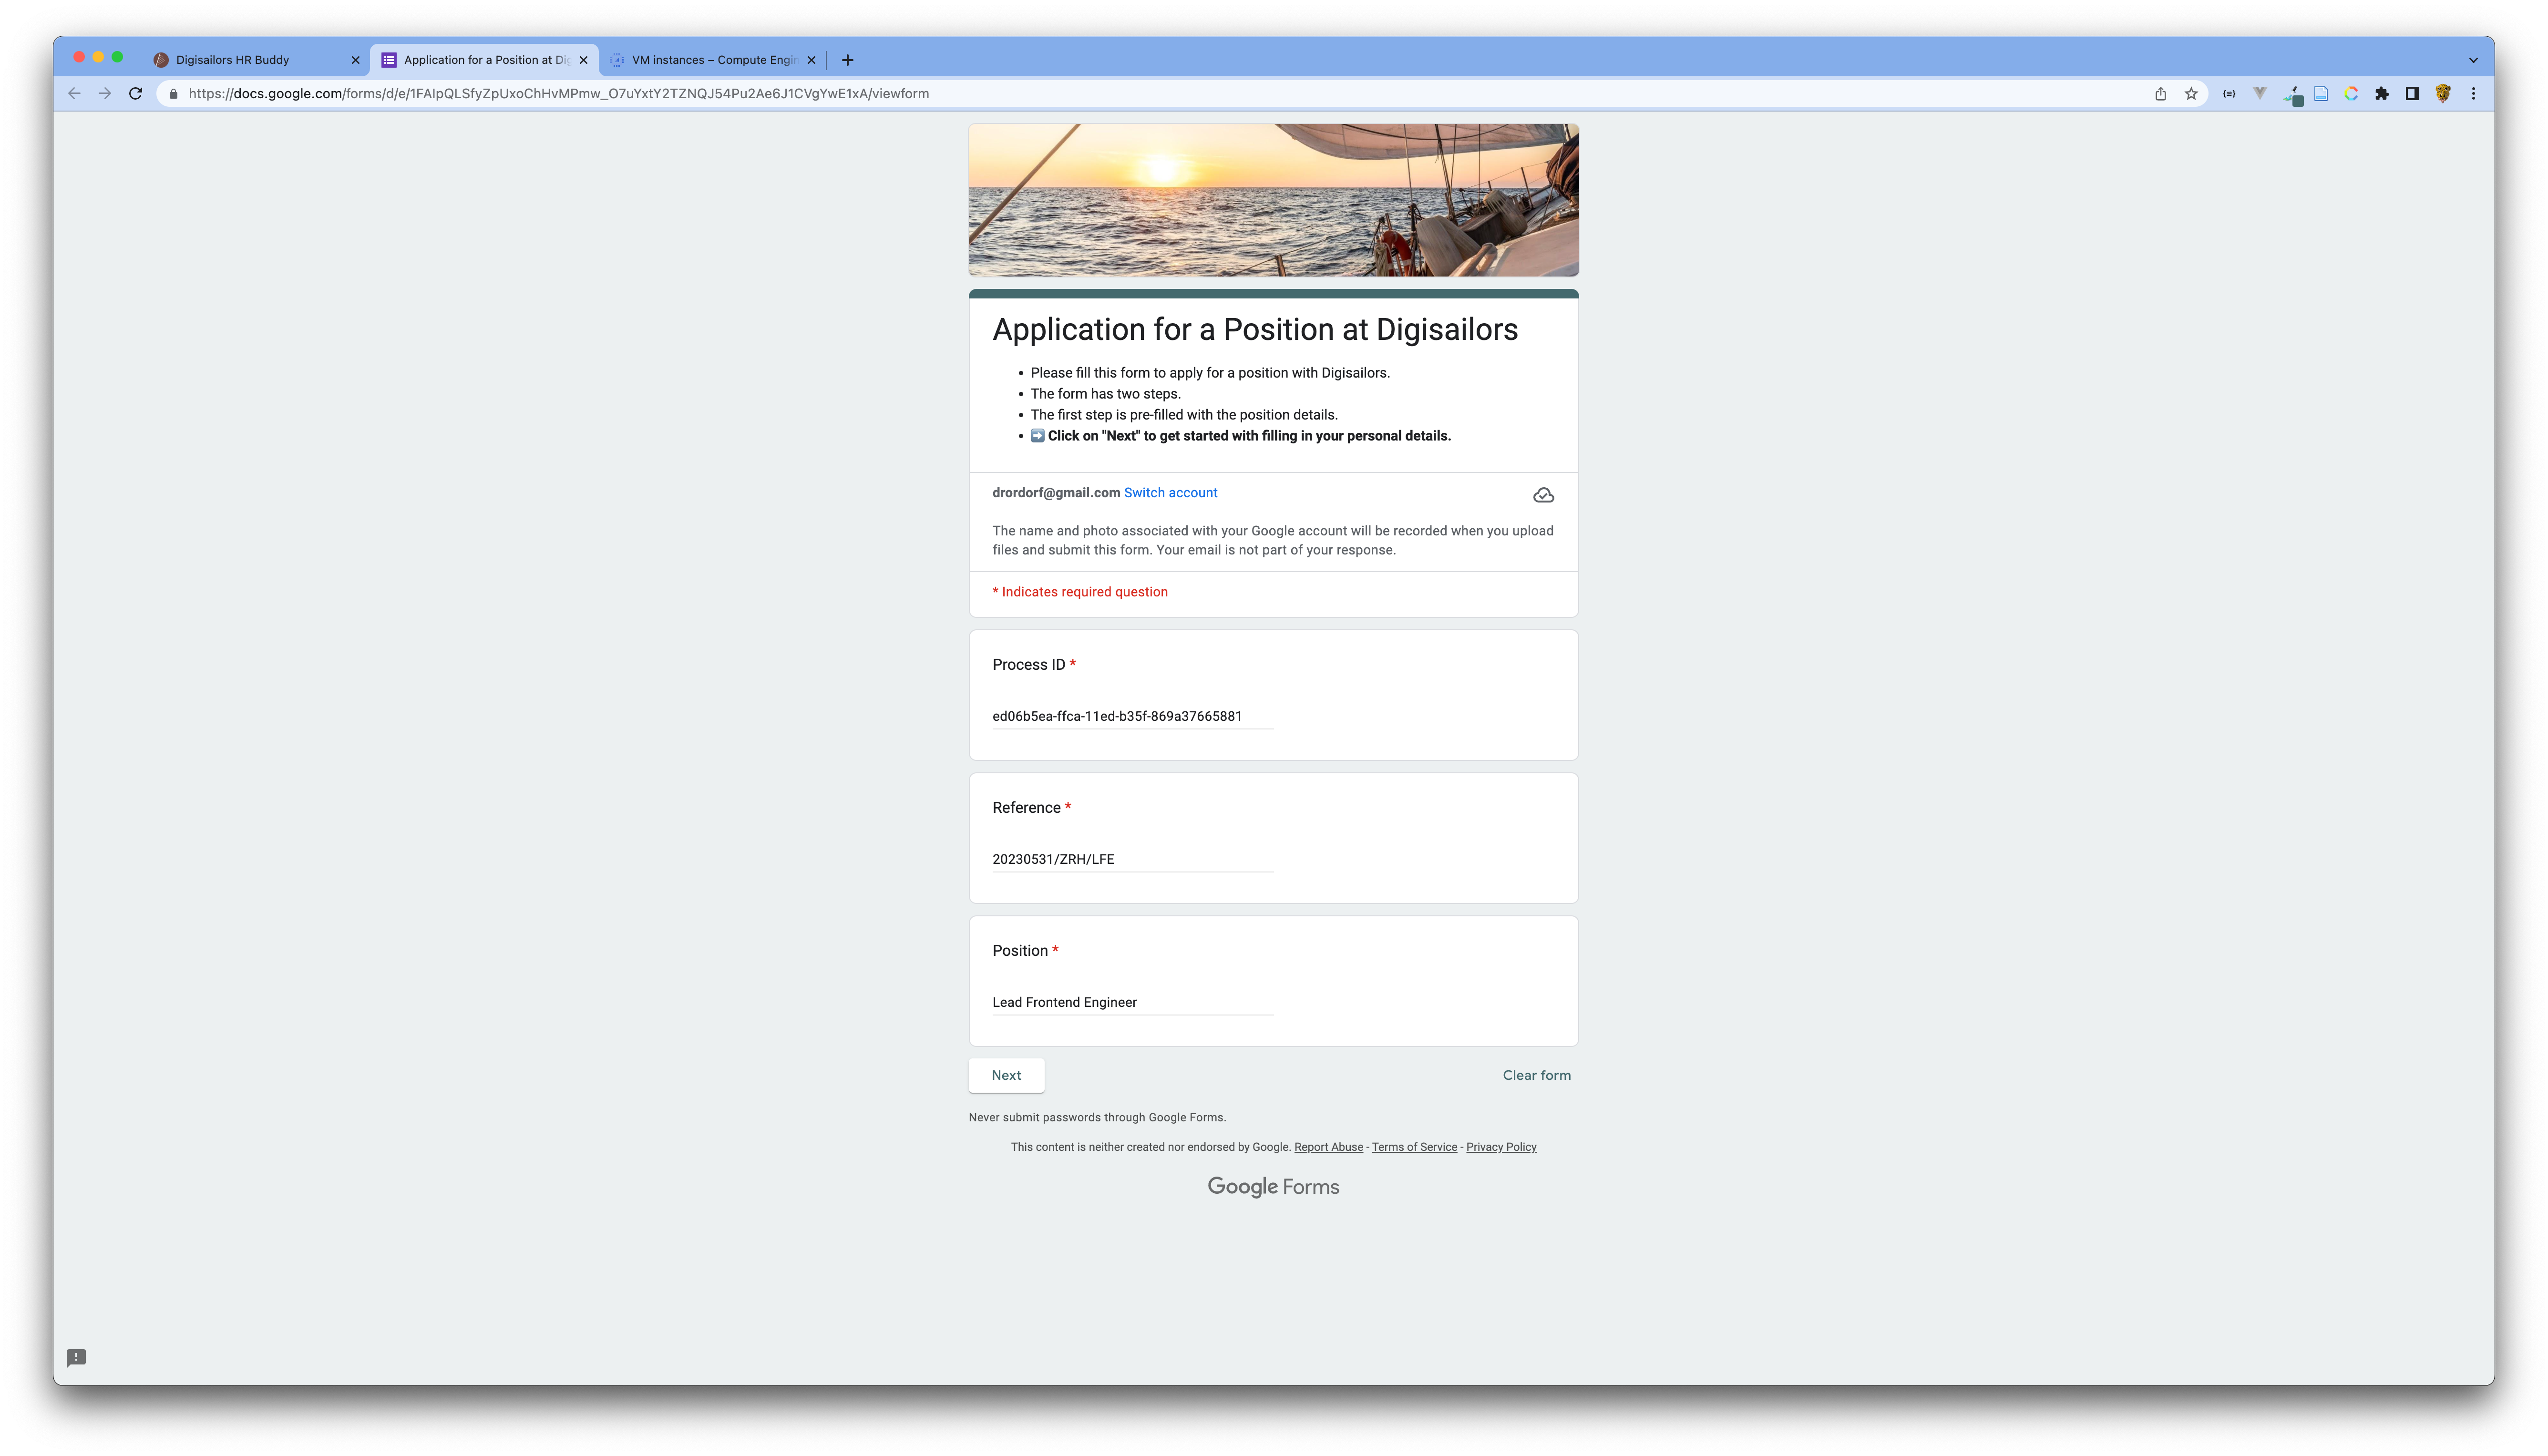 Digisailors HR Buddy
Application for a Position at Dig
VM instances – Compute Engin
https://docs.google.com/forms/d/e/1FAIpQLSfyZpUxoChHvMPmw_O7uYxtY2TZNQJ54Pu2Ae6J1CVgYwE1xA/viewform
Application for a Position at Digisailors
• Please fill this form to apply for a position with Digisailors.
• The form has two steps.
• The first step is pre-filled with the position details.
• ➡️ Click on "Next" to get started with filling in your personal details.
drordorf@gmail.com Switch account
The name and photo associated with your Google account will be recorded when you upload
files and submit this form. Your email is not part of your response.
* Indicates required question
Process ID *
ed06b5ea-ffca-11ed-b35f-869a37665881
Reference *
20230531/ZRH/LFE
Position *
Lead Frontend Engineer
Next
Clear form
Never submit passwords through Google Forms.
This content is neither created nor endorsed by Google. Report Abuse - Terms of Service - Privacy Policy
Google Forms